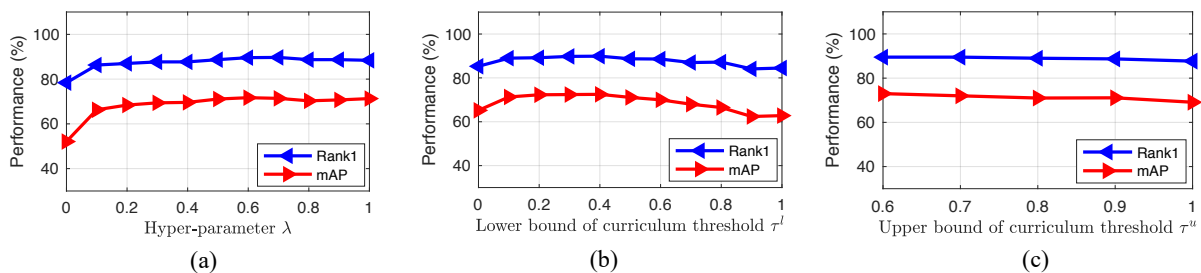 Performance (%)
100
80
60
40
Rank1
mAP
0
0.2
0.4
0.6
0.8
1
Hyper-parameter λ
(a)
Performance (%)
100
80
60
40
Rank1
mAP
0
0.2
0.4
0.6
0.8
1
Lower bound of curriculum threshold τˡ
(b)
Performance (%)
100
80
60
40
Rank1
mAP
0.6
0.7
0.8
0.9
1
Upper bound of curriculum threshold τᵘ
(c)